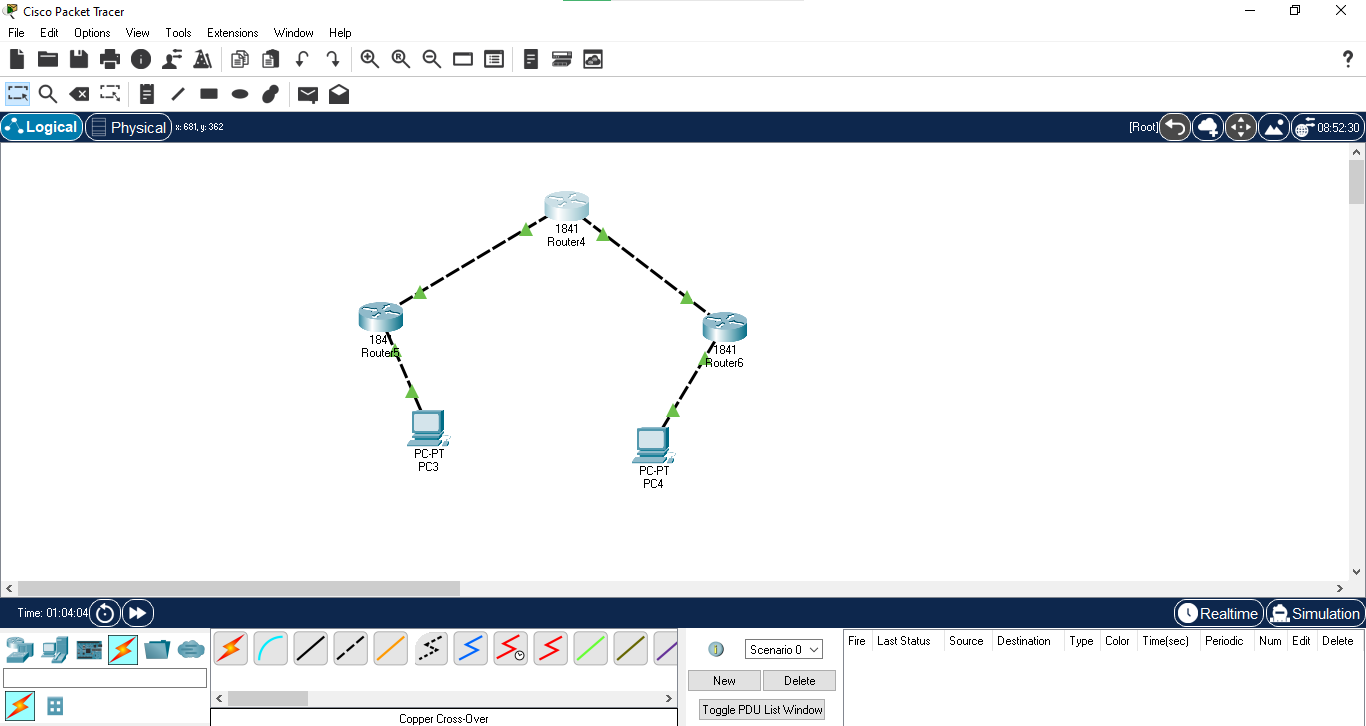 Cisco Packet Tracer
File Edit Options View Tools Extensions Window Help
?
Logical Physical x: 681, y: 362 [Root] 08:52:30
1841
Router4
184
Router5
1841
Router6
PC-PT
PC3
PC-PT
PC4
Time: 01:04:04 Realtime Simulation
Scenario 0
New Delete
Toggle PDU List Window
Fire Last Status Source Destination Type Color Time(sec) Periodic Num Edit Delete
Copper Cross-Over